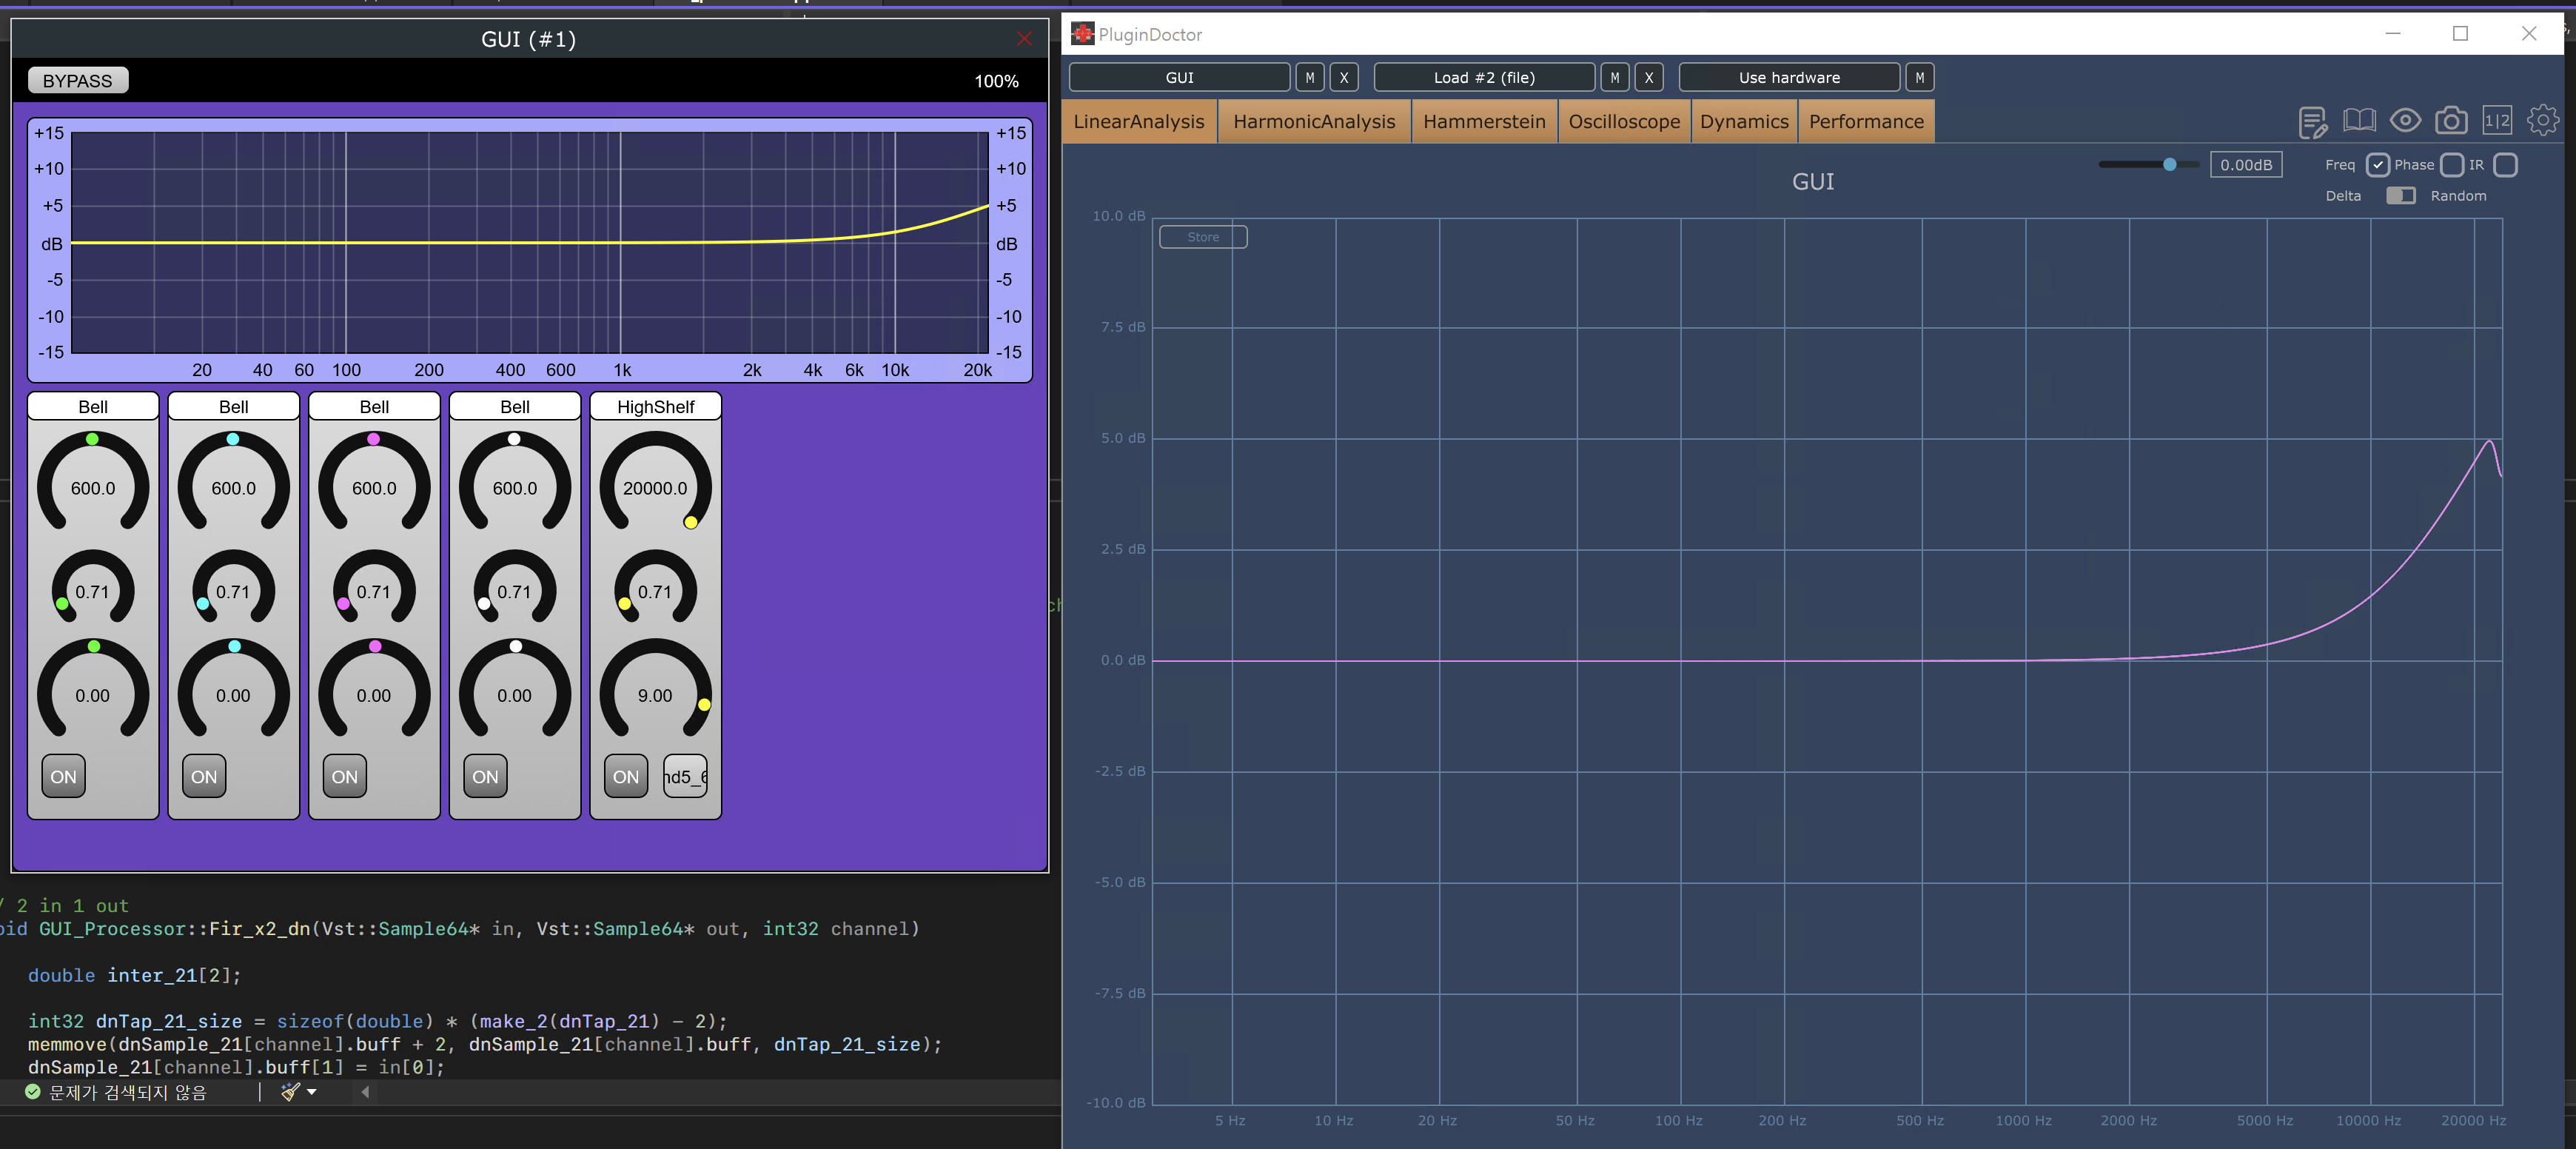 GUI (#1)
BYPASS
100%
+15 +15
+10 +10
+5 +5
dB dB
-5 -5
-10 -10
-15 -15
20 40 60 100 200 400 600 1k 2k 4k 6k 10k 20k
Bell Bell Bell Bell HighShelf
600.0 600.0 600.0 600.0 20000.0
0.71 0.71 0.71 0.71 0.71
0.00 0.00 0.00 0.00 9.00
ON ON ON ON ON nd5_6
/ 2 in 1 out
oid GUI_Processor::Fir_x2_dn(Vst::Sample64* in, Vst::Sample64* out, int32 channel)
double inter_21[2];
int32 dnTap_21_size = sizeof(double) * (make_2(dnTap_21) - 2);
memmove(dnSample_21[channel].buff + 2, dnSample_21[channel].buff, dnTap_21_size);
dnSample_21[channel].buff[1] = in[0];
문제가 검색되지 않음
PluginDoctor
GUI M X Load #2 (file) M X Use hardware M
LinearAnalysis HarmonicAnalysis Hammerstein Oscilloscope Dynamics Performance
1|2
0.00dB
Freq Phase IR
Delta Random
GUI
Store
10.0 dB
7.5 dB
5.0 dB
2.5 dB
0.0 dB
-2.5 dB
-5.0 dB
-7.5 dB
-10.0 dB
5 Hz 10 Hz 20 Hz 50 Hz 100 Hz 200 Hz 500 Hz 1000 Hz 2000 Hz 5000 Hz 10000 Hz 20000 Hz